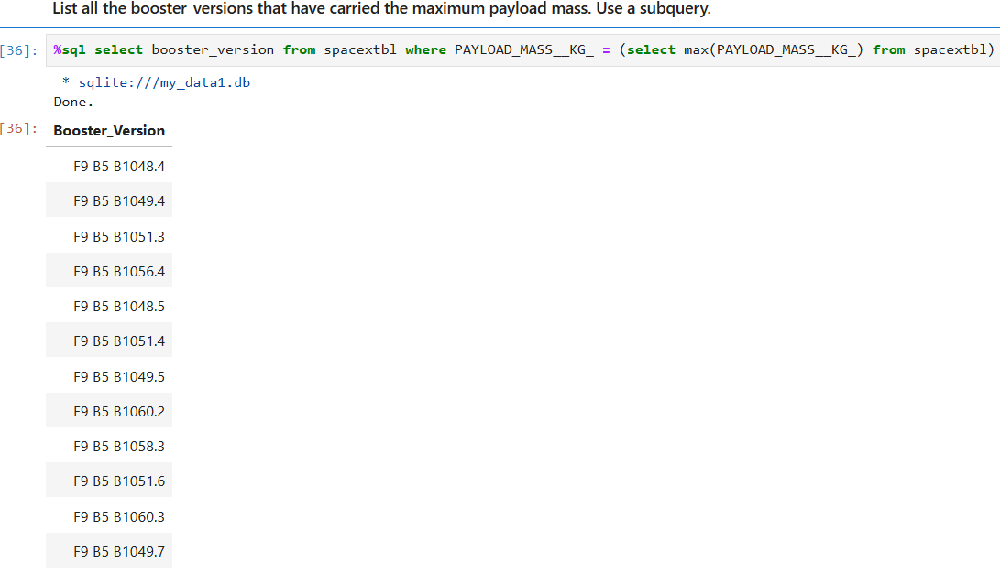 List all the booster_versions that have carried the maximum payload mass. Use a subquery.
[36]: %sql select booster_version from spacextbl where PAYLOAD_MASS__KG_ = (select max(PAYLOAD_MASS__KG_) from spacextbl)
* sqlite:///my_data1.db
Done.
[36]: Booster_Version
F9 B5 B1048.4
F9 B5 B1049.4
F9 B5 B1051.3
F9 B5 B1056.4
F9 B5 B1048.5
F9 B5 B1051.4
F9 B5 B1049.5
F9 B5 B1060.2
F9 B5 B1058.3
F9 B5 B1051.6
F9 B5 B1060.3
F9 B5 B1049.7